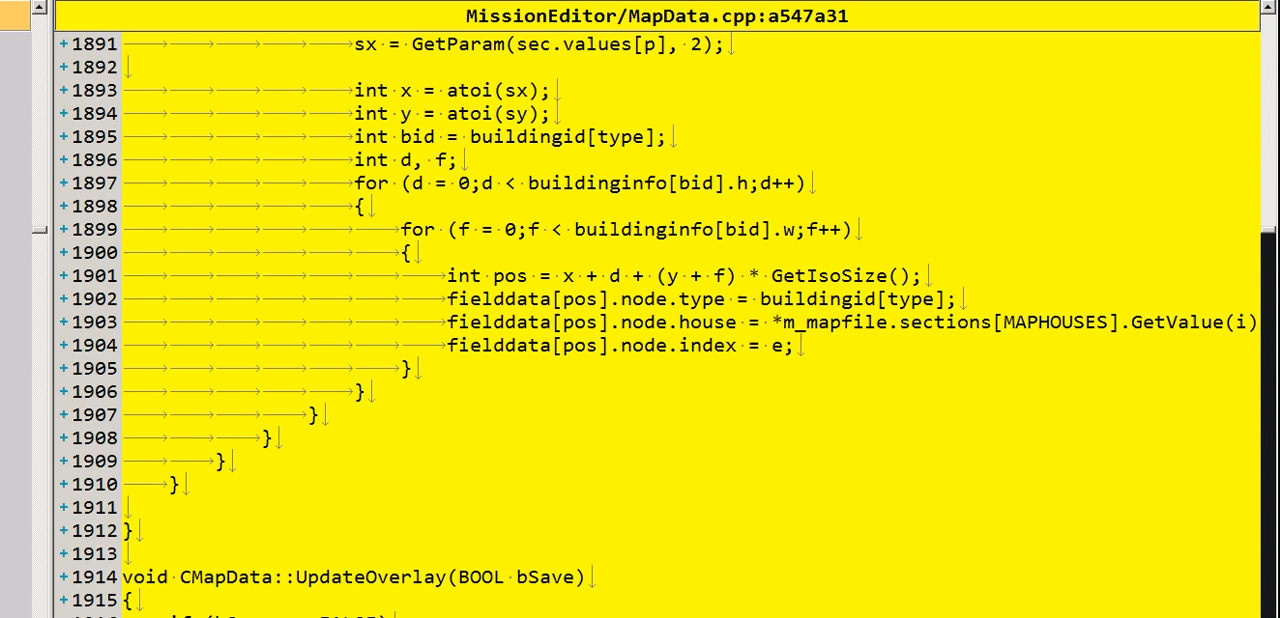 MissionEditor/MapData.cpp:a547a31
+1891 sx = GetParam(sec.values[p], 2);
+1892
+1893 int x = atoi(sx);
+1894 int y = atoi(sy);
+1895 int bid = buildingid[type];
+1896 int d, f;
+1897 for (d = 0;d < buildinginfo[bid].h;d++)
+1898 {
+1899 for (f = 0;f < buildinginfo[bid].w;f++)
+1900 {
+1901 int pos = x + d + (y + f) * GetIsoSize();
+1902 fielddata[pos].node.type = buildingid[type];
+1903 fielddata[pos].node.house = *m_mapfile.sections[MAPHOUSES].GetValue(i)
+1904 fielddata[pos].node.index = e;
+1905 }
+1906 }
+1907 }
+1908 }
+1909 }
+1910 }
+1911
+1912 }
+1913
+1914 void CMapData::UpdateOverlay(BOOL bSave)
+1915 {